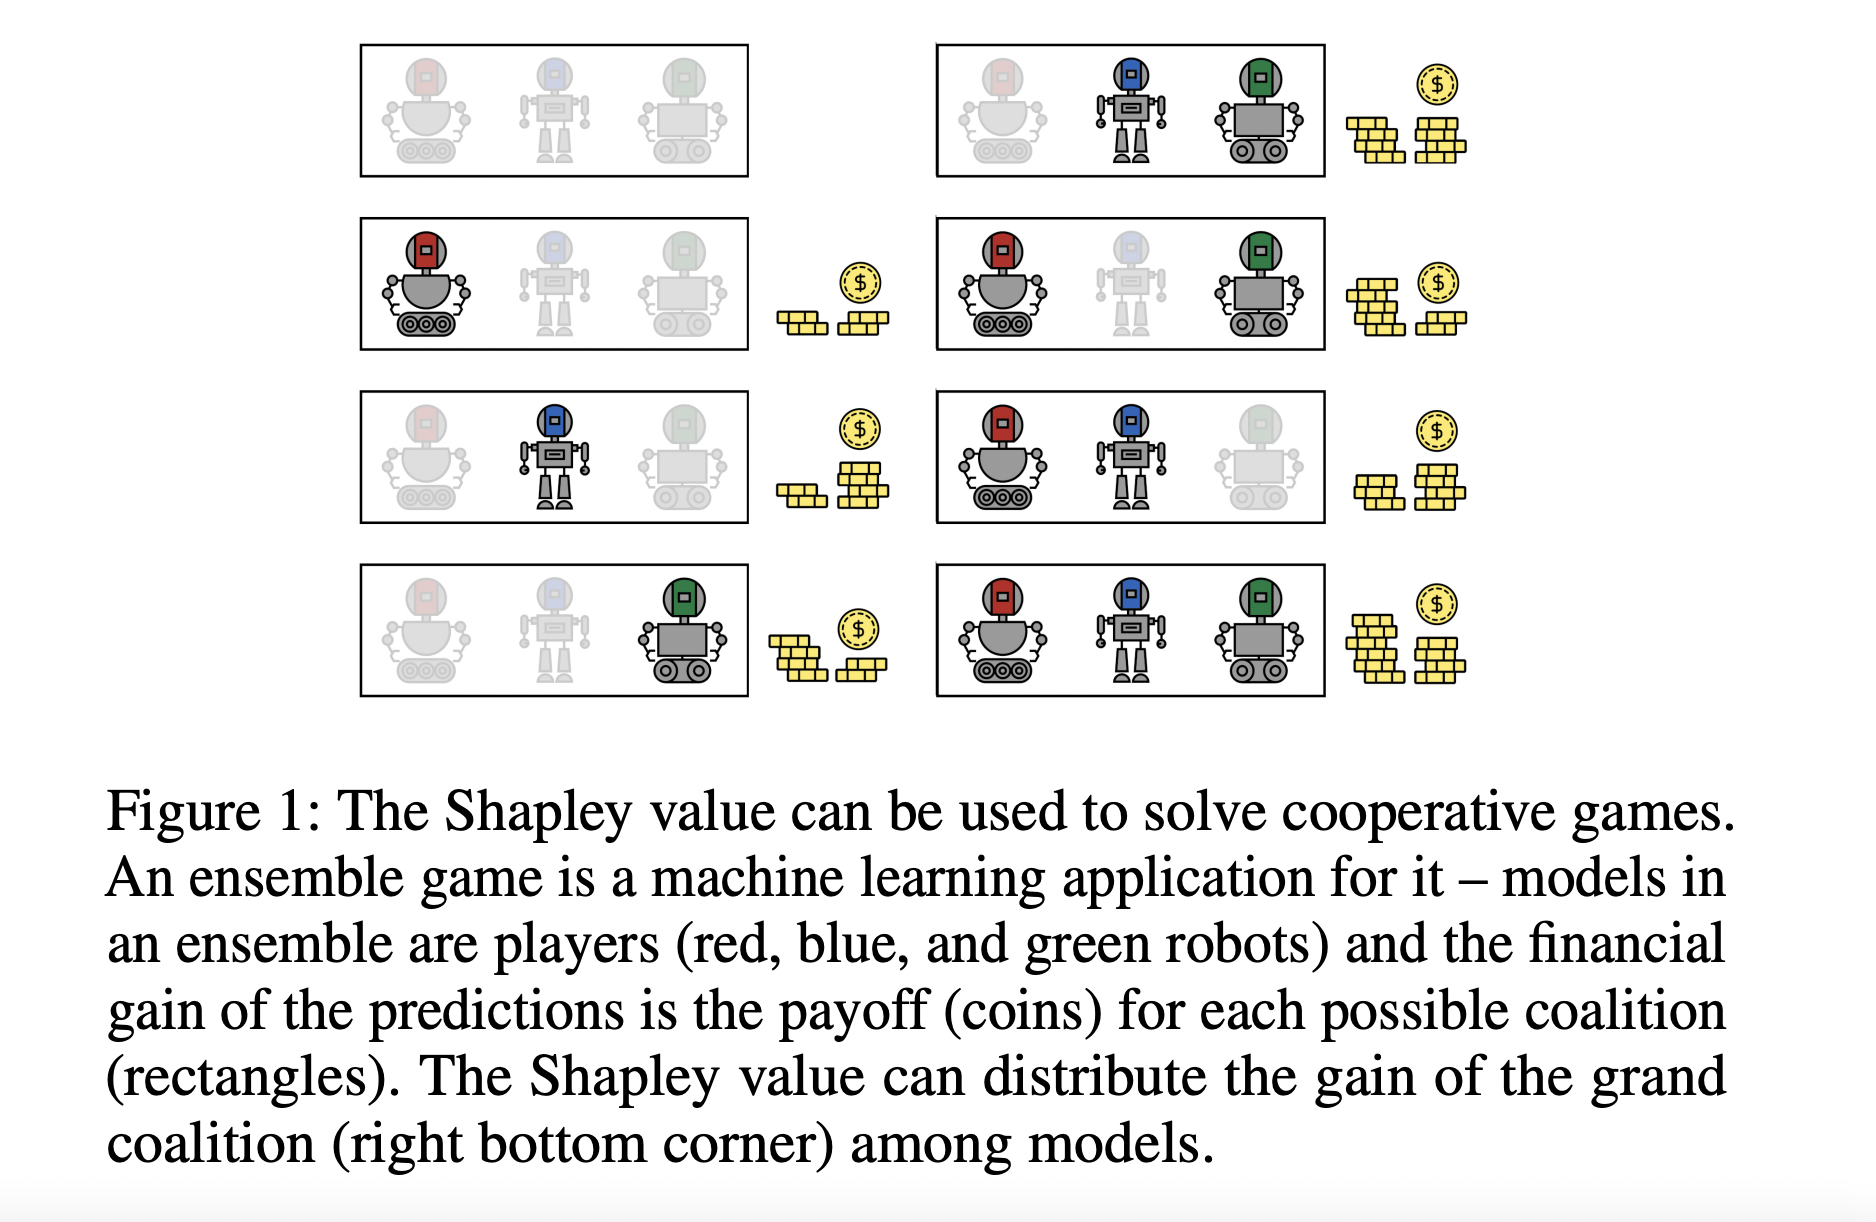 $
$
$
$
$
$
$
Figure 1: The Shapley value can be used to solve cooperative games.
An ensemble game is a machine learning application for it – models in
an ensemble are players (red, blue, and green robots) and the financial
gain of the predictions is the payoff (coins) for each possible coalition
(rectangles). The Shapley value can distribute the gain of the grand
coalition (right bottom corner) among models.